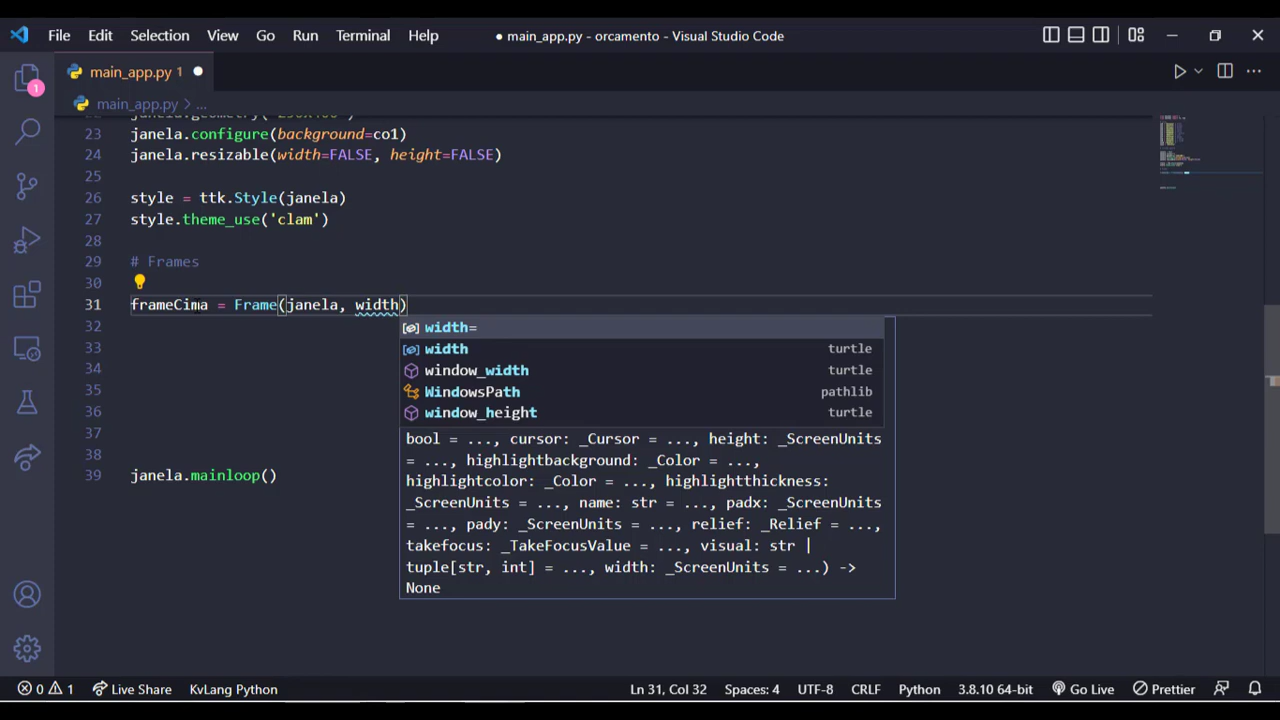 File Edit Selection View Go Run Terminal Help
● main_app.py - orcamento - Visual Studio Code
main_app.py 1 ●
main_app.py > ...
1
23 janela.configure(background=co1)
24 janela.resizable(width=FALSE, height=FALSE)
25
26 style = ttk.Style(janela)
27 style.theme_use('clam')
28
29 # Frames
30
31 frameCima = Frame(janela, width)
32
33
34
35
36
37
38
39 janela.mainloop()
width=
width turtle
window_width turtle
WindowsPath pathlib
window_height turtle
bool = ..., cursor: _Cursor = ..., height: _ScreenUnits
= ..., highlightbackground: _Color = ...,
highlightcolor: _Color = ..., highlightthickness:
_ScreenUnits = ..., name: str = ..., padx: _ScreenUnits
= ..., pady: _ScreenUnits = ..., relief: _Relief = ...,
takefocus: _TakeFocusValue = ..., visual: str |
tuple[str, int] = ..., width: _ScreenUnits = ...) ->
None
0 1 Live Share KvLang Python Ln 31, Col 32 Spaces: 4 UTF-8 CRLF Python 3.8.10 64-bit Go Live Prettier